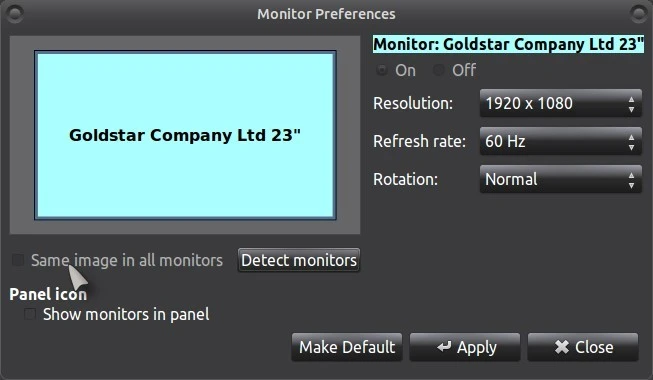 Monitor Preferences
Goldstar Company Ltd 23"
Monitor: Goldstar Company Ltd 23"
On Off
Resolution: 1920 x 1080
Refresh rate: 60 Hz
Rotation: Normal
Same image in all monitors Detect monitors
Panel icon
Show monitors in panel
Make Default Apply Close